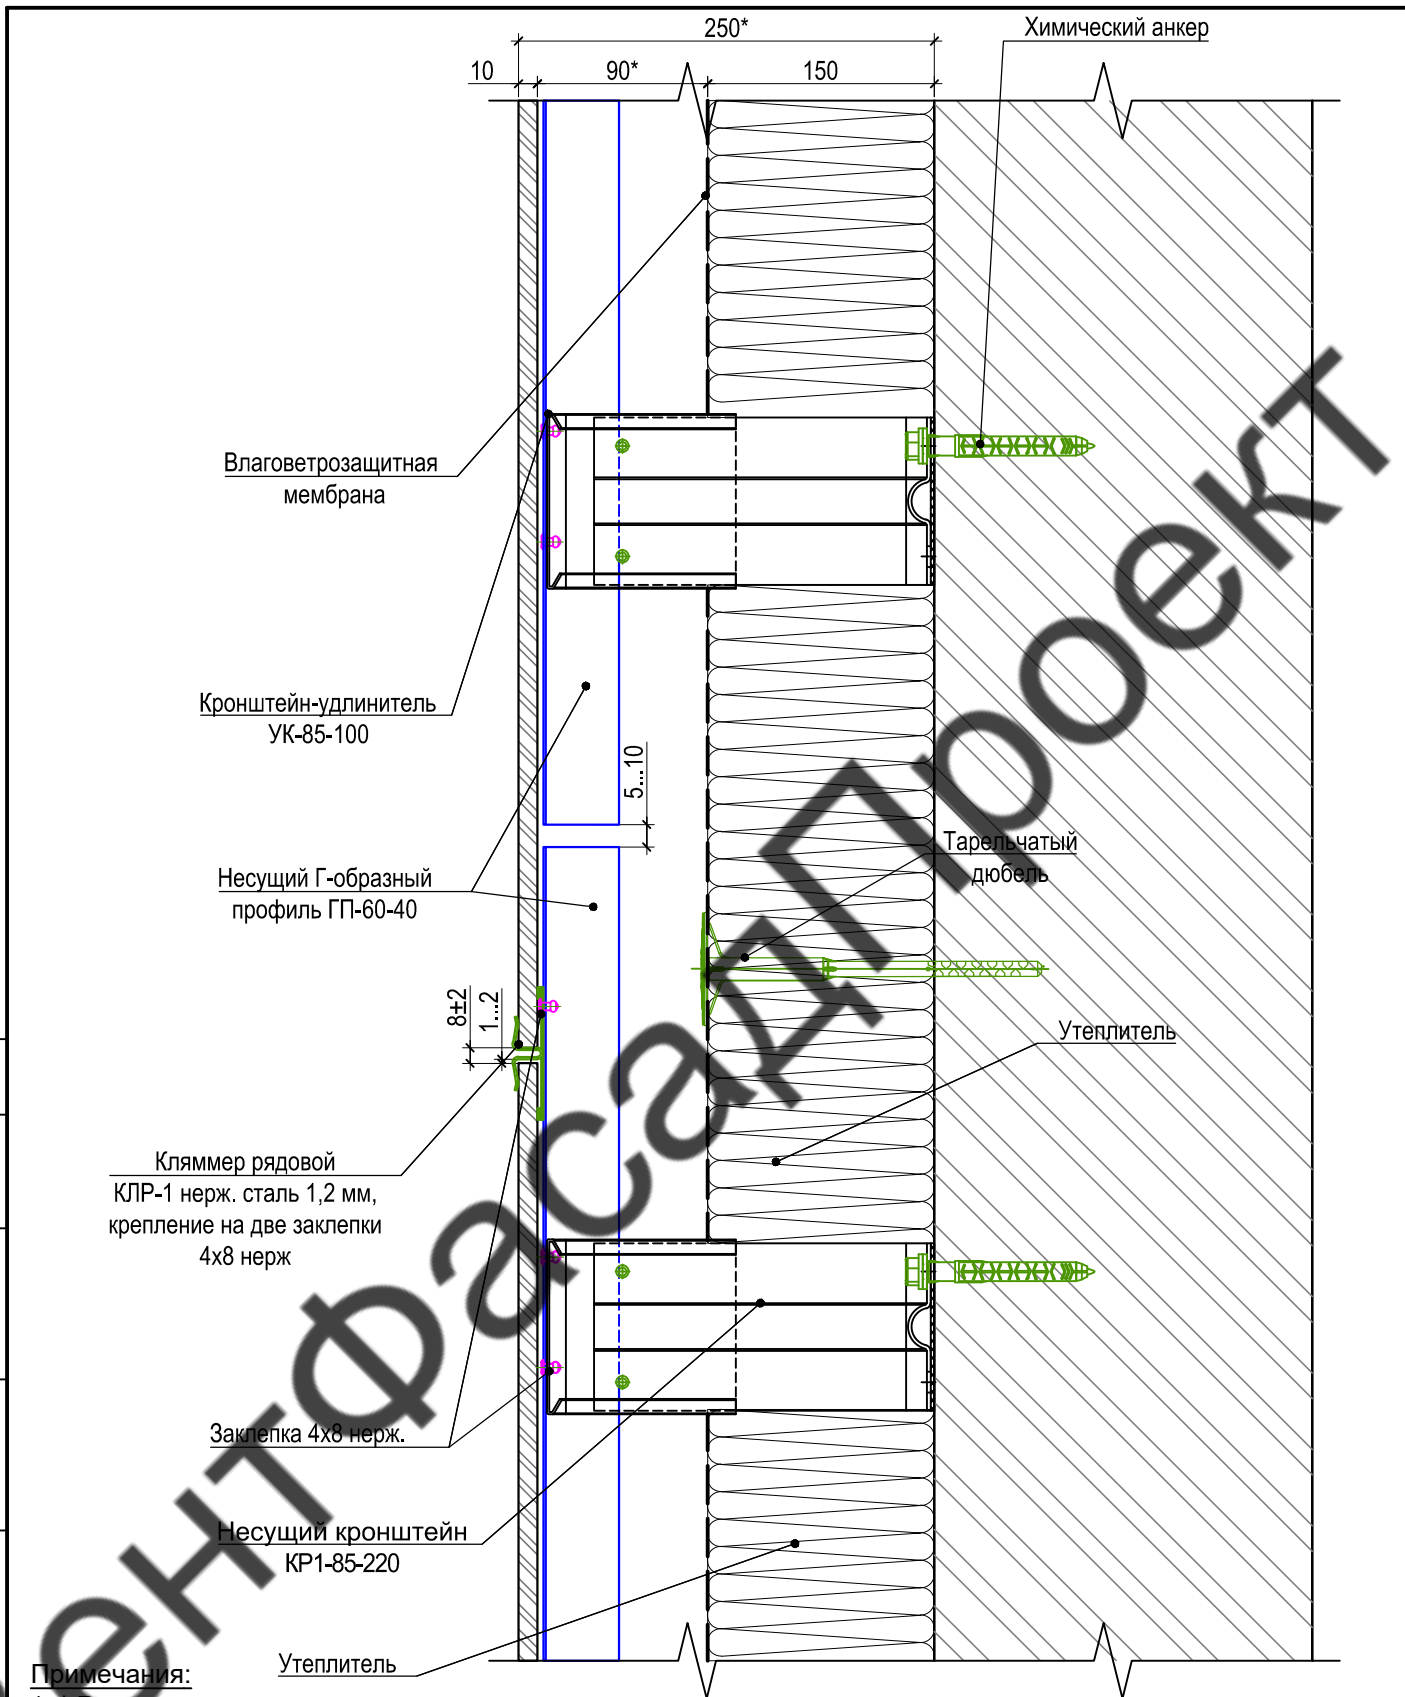 250*
Химический анкер
10
90*
150
Влаговетрозащитная
мембрана
Кронштейн-удлинитель
УК-85-100
5...10
Несущий Г-образный
профиль ГП-60-40
Тарельчатый
дюбель
8±2
1...2
Утеплитель
Кляммер рядовой
КЛР-1 нерж. сталь 1,2 мм,
крепление на две заклепки
4х8 нерж
Заклепка 4х8 нерж.
Несущий кронштейн
КР1-85-220
Утеплитель
Примечания:
ентФасадПроект